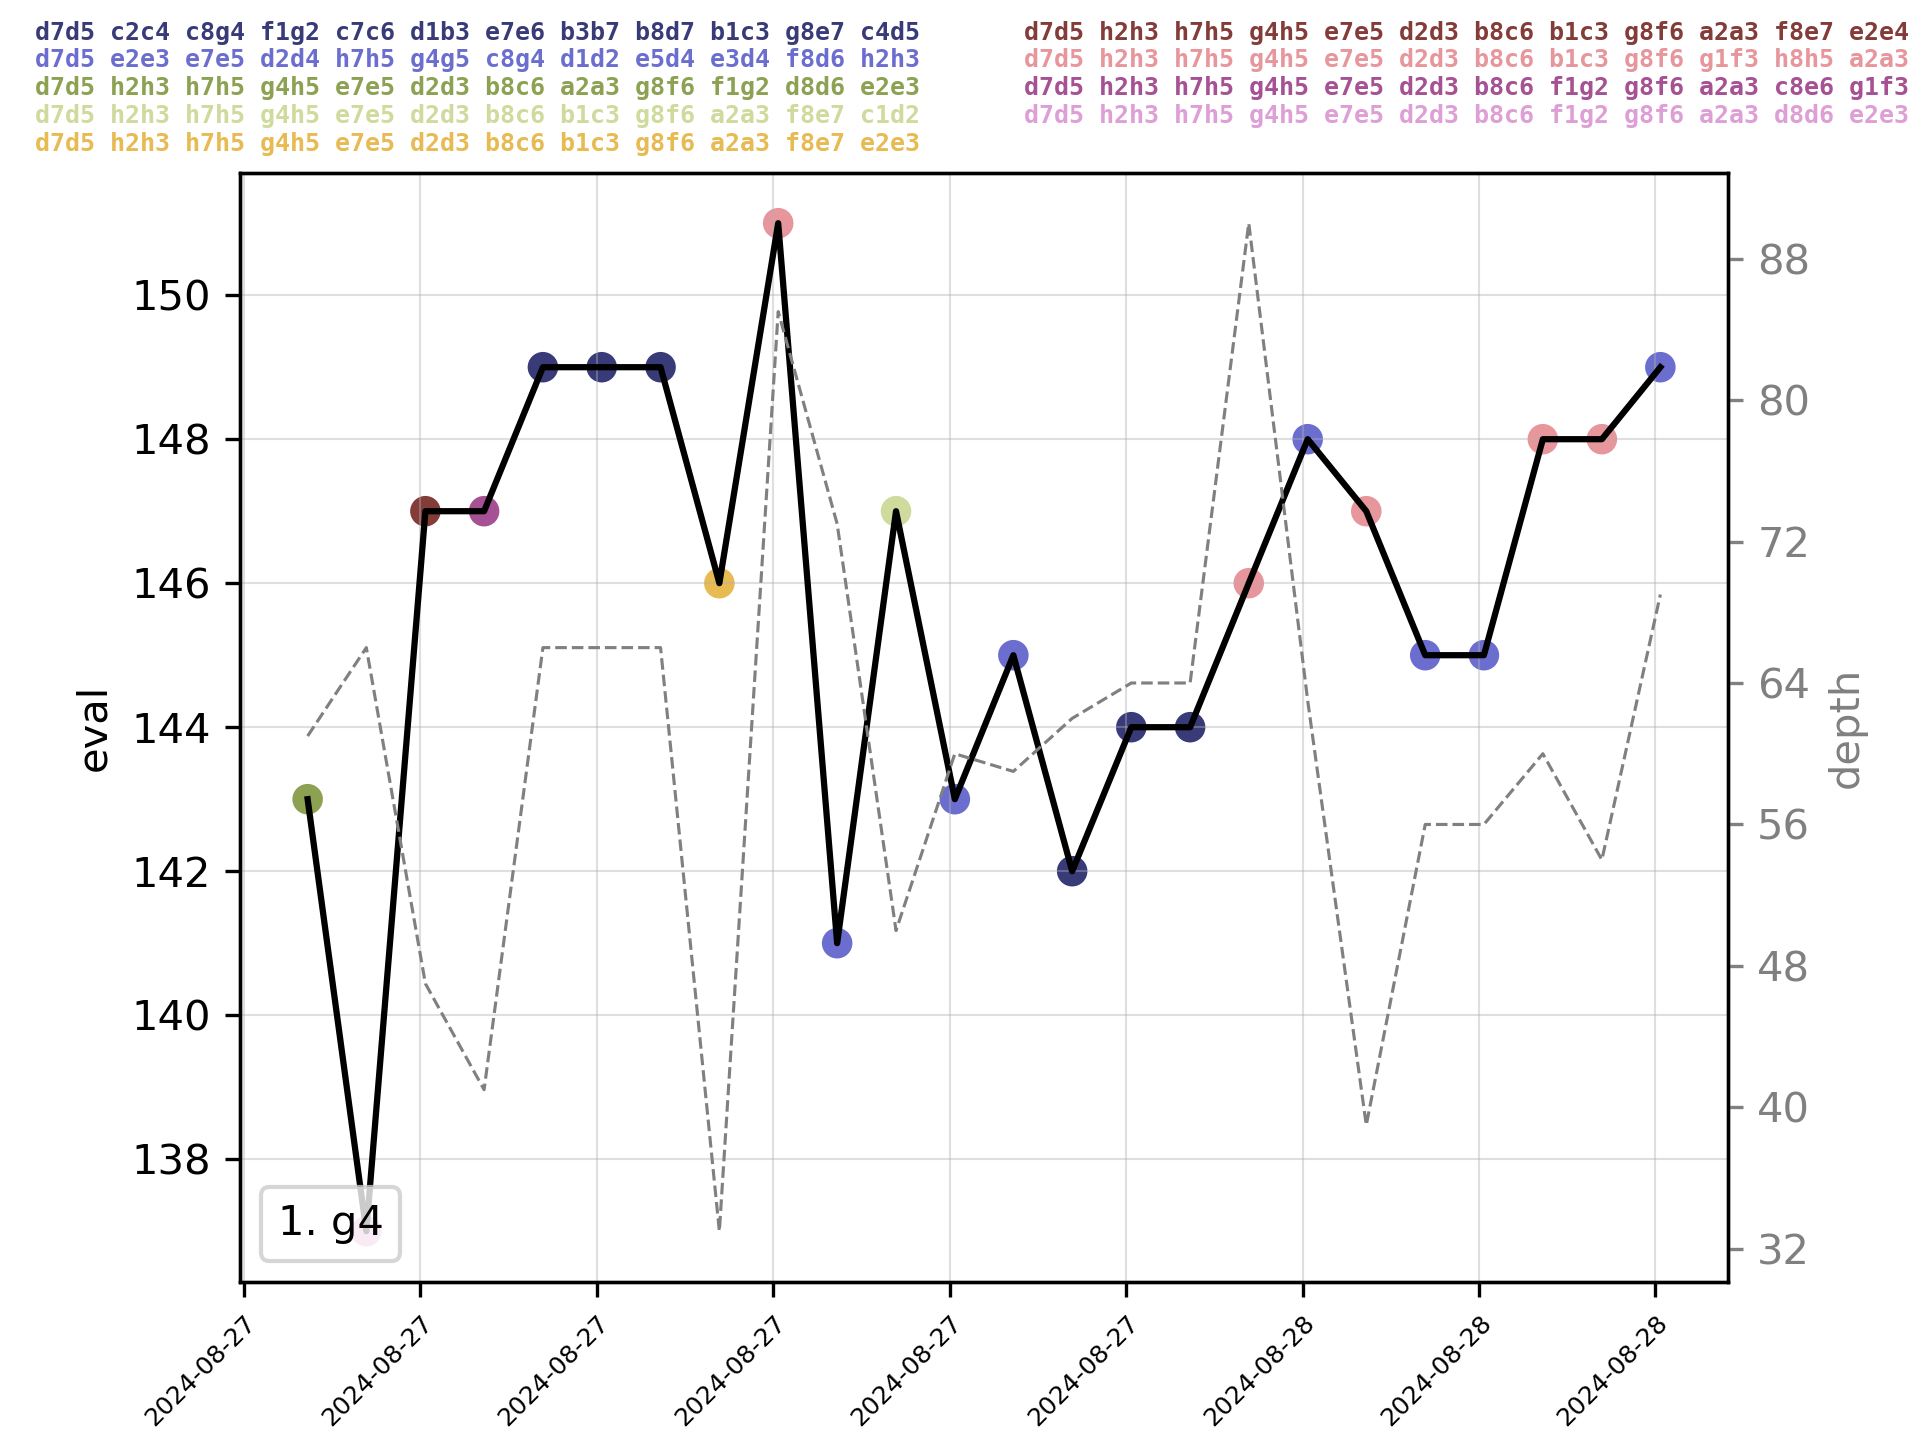 d7d5 c2c4 c8g4 f1g2 c7c6 d1b3 e7e6 b3b7 b8d7 b1c3 g8e7 c4d5
d7d5 e2e3 e7e5 d2d4 h7h5 g4g5 c8g4 d1d2 e5d4 e3d4 f8d6 h2h3
d7d5 h2h3 h7h5 g4h5 e7e5 d2d3 b8c6 a2a3 g8f6 f1g2 d8d6 e2e3
d7d5 h2h3 h7h5 g4h5 e7e5 d2d3 b8c6 b1c3 g8f6 a2a3 f8e7 c1d2
d7d5 h2h3 h7h5 g4h5 e7e5 d2d3 b8c6 b1c3 g8f6 a2a3 f8e7 e2e3
d7d5 h2h3 h7h5 g4h5 e7e5 d2d3 b8c6 b1c3 g8f6 a2a3 f8e7 e2e4
d7d5 h2h3 h7h5 g4h5 e7e5 d2d3 b8c6 b1c3 g8f6 g1f3 h8h5 a2a3
d7d5 h2h3 h7h5 g4h5 e7e5 d2d3 b8c6 f1g2 g8f6 a2a3 c8e6 g1f3
d7d5 h2h3 h7h5 g4h5 e7e5 d2d3 b8c6 f1g2 g8f6 a2a3 d8d6 e2e3
eval
150
148
146
144
142
140
138
1. g4
88
80
72
64
56
48
40
32
depth
2024-08-27
2024-08-27
2024-08-27
2024-08-27
2024-08-27
2024-08-27
2024-08-28
2024-08-28
2024-08-28